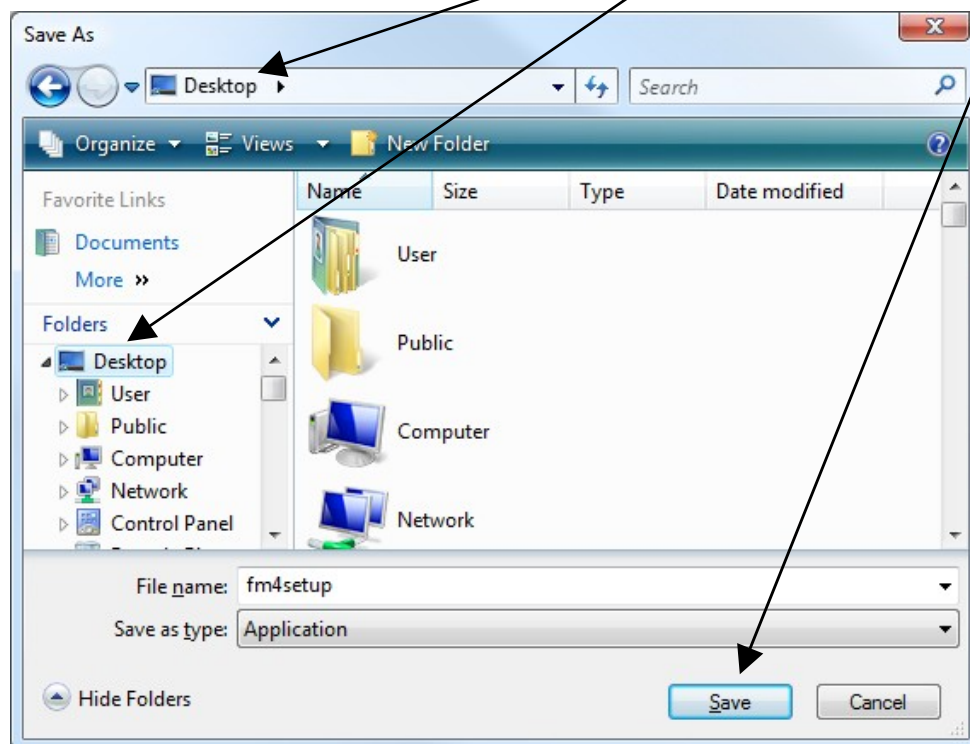 Save As
Desktop
Search
Organize Views New Folder
Favorite Links
Documents
More
Folders
Desktop
User
Public
Computer
Network
Control Panel
Name Size Type Date modified
User
Public
Computer
Network
File name: fm4setup
Save as type: Application
Hide Folders
Save Cancel